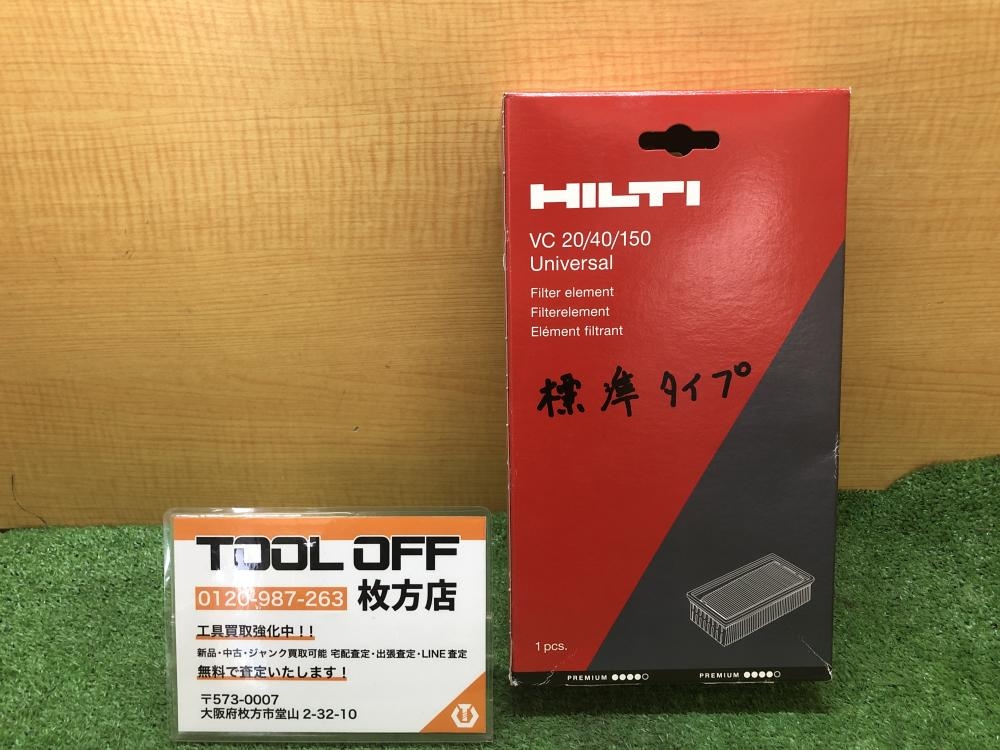 HILTI
VC 20/40/150
Universal
Filter element
Filterelement
Elément filtrant
標準タイプ
1 pcs.
PREMIUM
PREMIUM
TOOL OFF
0120-987-263 枚方店
工具買取強化中!!
新品・中古・ジャンク買取可能 宅配査定・出張査定・LINE査定
無料で査定いたします!
〒573-0007
大阪府枚方市堂山2-32-10